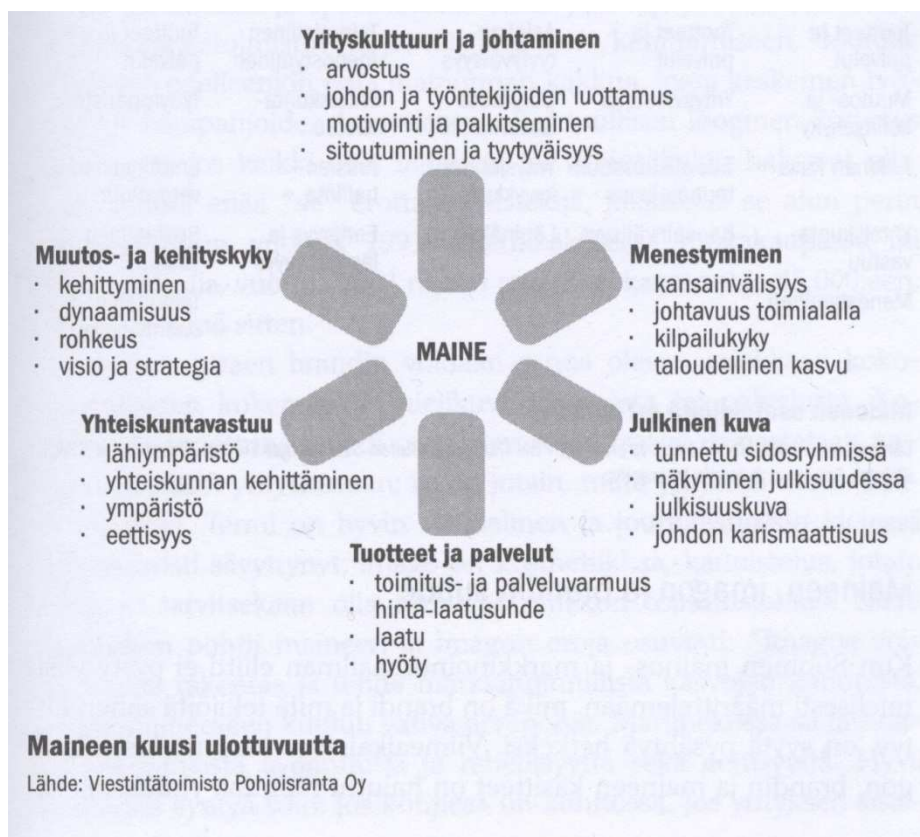 Yrityskulttuuri ja johtaminen
· arvostus
· johdon ja työntekijöiden luottamus
· motivointi ja palkitseminen
· sitoutuminen ja tyytyväisyys
Muutos- ja kehityskyky
· kehittyminen
· dynaamisuus
· rohkeus
· visio ja strategia
Menestyminen
· kansainvälisyys
· johtavuus toimialalla
· kilpailukyky
· taloudellinen kasvu
MAINE
Yhteiskuntavastuu
· lähiympäristö
· yhteiskunnan kehittäminen
· ympäristö
· eettisyys
Julkinen kuva
· tunnettu sidosryhmissä
· näkyminen julkisuudessa
· julkisuuskuva
· johdon karismaattisuus
Tuotteet ja palvelut
· toimitus- ja palveluvarmuus
· hinta-laatusuhde
· laatu
· hyöty
Maineen kuusi ulottuvuutta
Lähde: Viestintätoimisto Pohjoisranta Oy